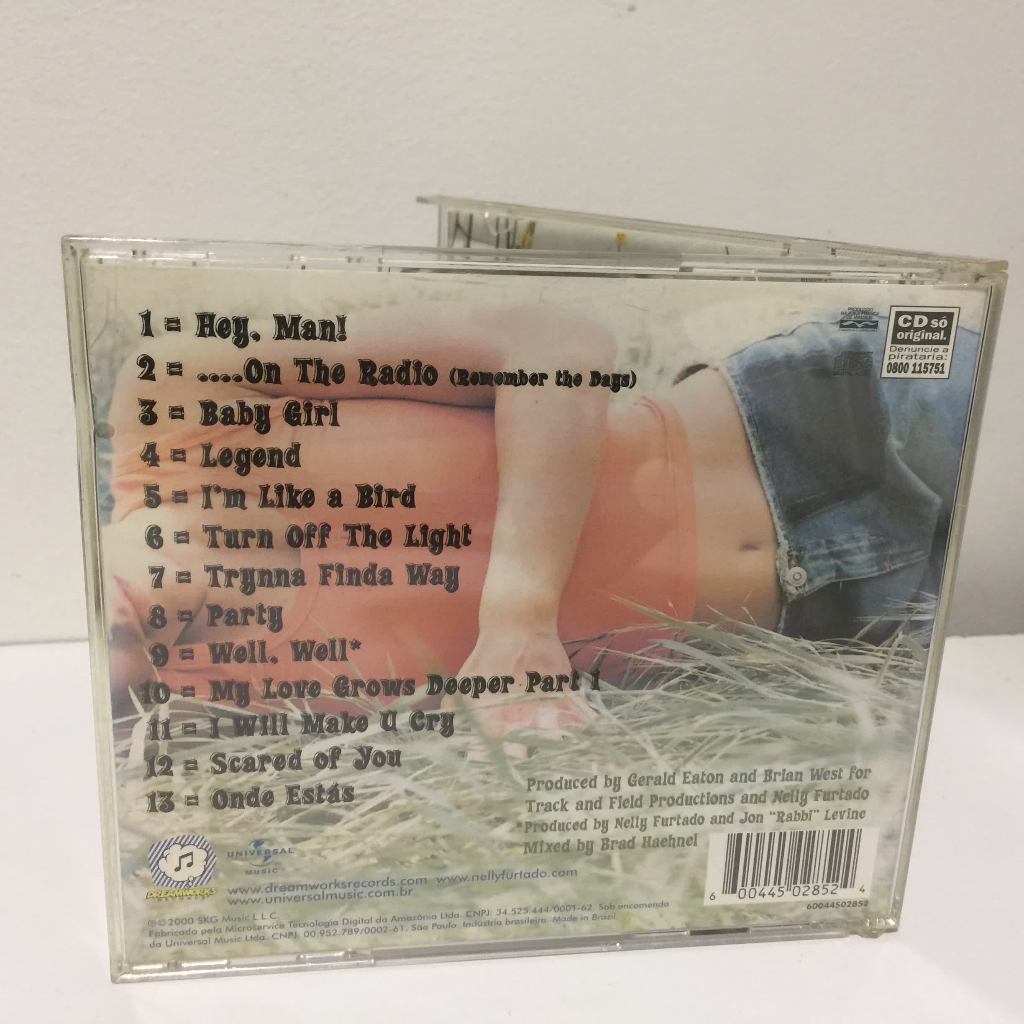 1 = Hey, Man!
2 = ....On The Radio (Remember the Days)
3 = Baby Girl
4 = Legend
5 = I'm Like a Bird
6 = Turn Off The Light
7 = Trynna Finda Way
8 = Party
9 = Well, Well*
10 = My Love Grows Deeper Part 1
11 = I Will Make U Cry
12 = Scared of You
13 = Onde Estás
CD só
original.
Denuncie a
pirataria:
0800 115751
Produced by Gerald Eaton and Brian West for
Track and Field Productions and Nelly Furtado
*Produced by Nelly Furtado and Jon "Rabbi" Levine
Mixed by Brad Haehnel
DREAMWORKS
RECORDS
UNIVERSAL
MUSIC
www.dreamworksrecords.com www.nellyfurtado.com
www.universalmusic.com.br
℗©2000 SKG Music L.L.C.
Fabricado pela Microservice Tecnologia Digital da Amazônia Ltda. CNPJ: 34.525.444/0001-62. Sob encomenda
da Universal Music Ltda. CNPJ: 00.952.789/0002-61. São Paulo. Indústria brasileira. Made in Brazil
6 00445 02852 4
60044502852